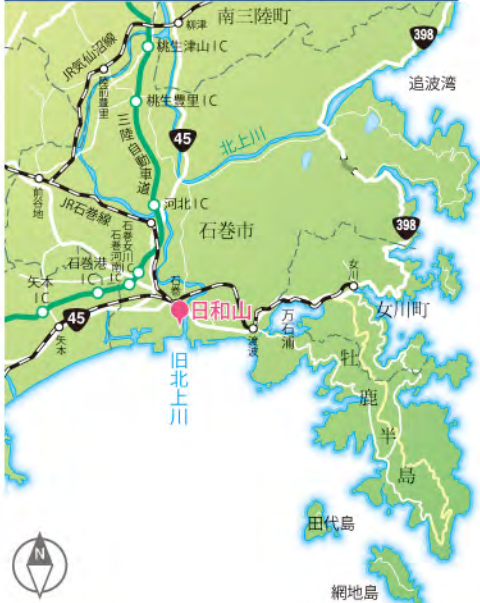 南三陸町
398
柳津
追波湾
桃生津山IC
JR気仙沼線
陸前豊里
桃生豊里IC
三陸自動車道
45
北上川
前谷地
JR石巻線
河北IC
398
石巻市
石巻女川IC
石巻河南IC
石巻港IC
矢本IC
石巻
女川
女川町
日和山
万石浦
45
矢本
渡波
旧北上川
牡鹿半島
田代島
網地島
N